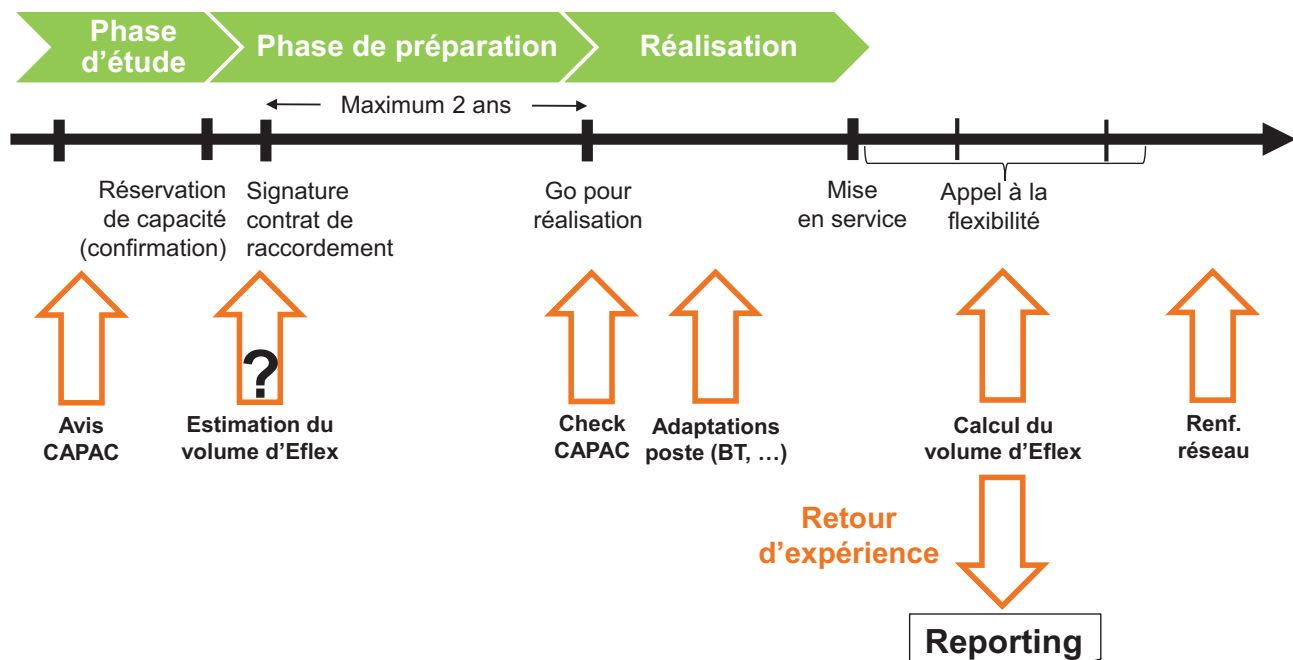 Phase
d’étude
Phase de préparation
Réalisation
Maximum 2 ans
Réservation
de capacité
(confirmation)
Signature
contrat de
raccordement
Go pour
réalisation
Mise
en service
Appel à la
flexibilité
?
Avis
CAPAC
Estimation du
volume d’Eflex
Check
CAPAC
Adaptations
poste (BT, …)
Calcul du
volume d’Eflex
Renf.
réseau
Retour
d’expérience
Reporting